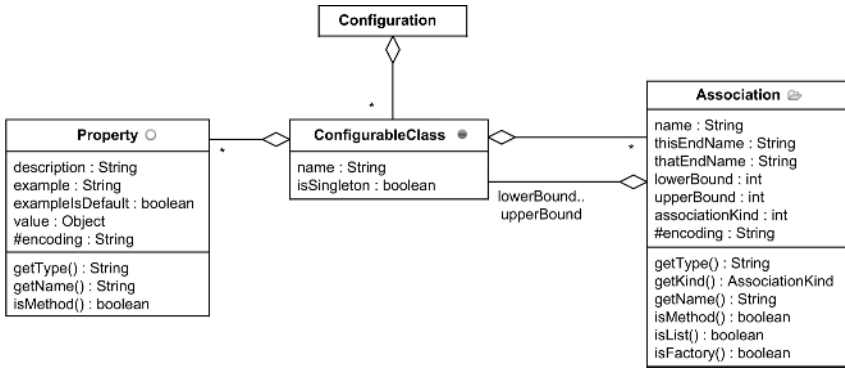 Configuration
*
Property
description : String
example : String
exampleIsDefault : boolean
value : Object
#encoding : String
getType() : String
getName() : String
isMethod() : boolean
*
ConfigurableClass
name : String
isSingleton : boolean
*
lowerBound..
upperBound
Association
name : String
thisEndName : String
thatEndName : String
lowerBound : int
upperBound : int
associationKind : int
#encoding : String
getType() : String
getKind() : AssociationKind
getName() : String
isMethod() : boolean
isList() : boolean
isFactory() : boolean